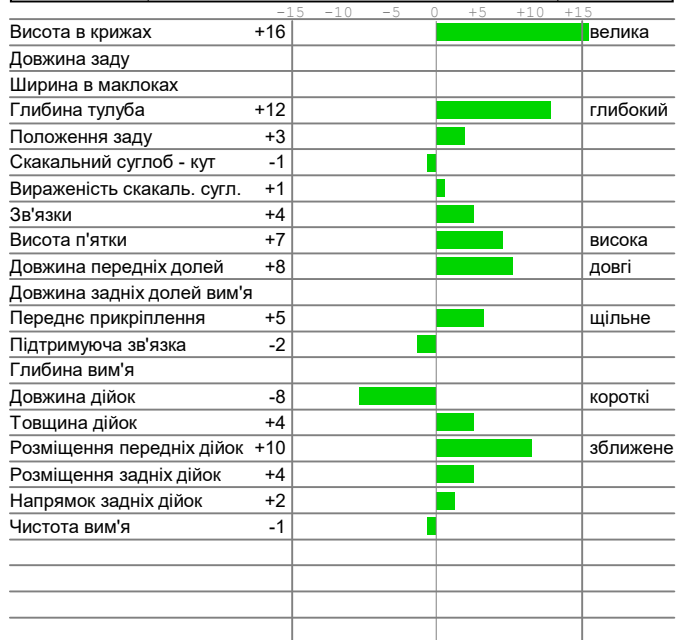 -15 -10 -5 0 +5 +10 +15
Висота в крижах +16 велика
Довжина заду
Ширина в маклоках
Глибина тулуба +12 глибокий
Положення заду +3
Скакальний суглоб - кут -1
Вираженість скакаль. сугл. +1
Зв'язки +4
Висота п'ятки +7 висока
Довжина передніх долей +8 довгі
Довжина задніх долей вим'я
Переднє прикріплення +5 щільне
Підтримуюча зв'язка -2
Глибина вим'я
Довжина дійок -8 короткі
Товщина дійок +4
Розміщення передніх дійок +10 зближене
Розміщення задніх дійок +4
Напрямок задніх дійок +2
Чистота вим'я -1